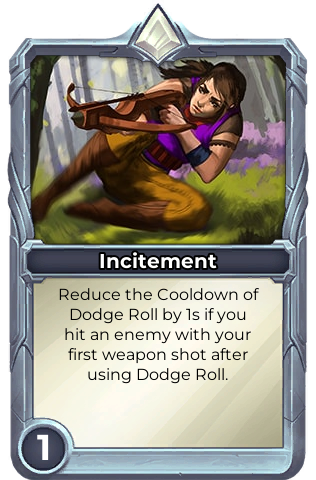 Incitement
Reduce the Cooldown of
Dodge Roll by 1s if you
hit an enemy with your
first weapon shot after
using Dodge Roll.
1